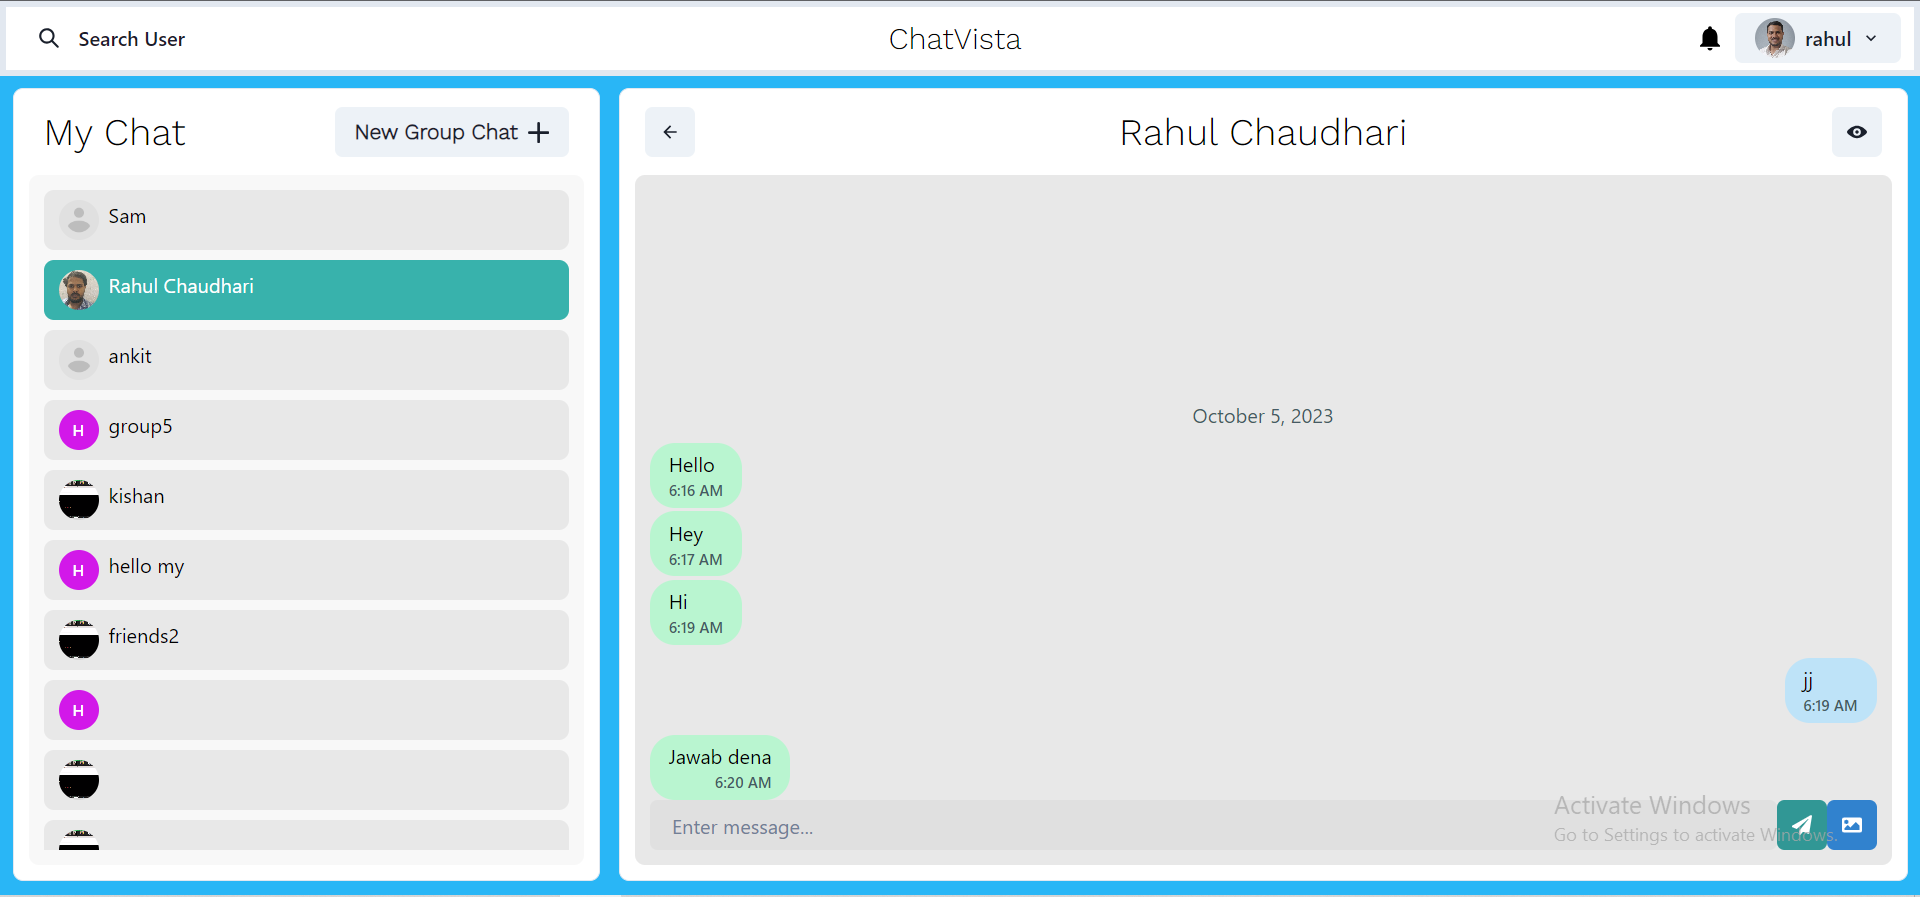 Search User
ChatVista
rahul
My Chat
New Group Chat
Sam
Rahul Chaudhari
ankit
H
group5
kishan
H
hello my
friends2
H
Rahul Chaudhari
October 5, 2023
Hello
6:16 AM
Hey
6:17 AM
Hi
6:19 AM
jj
6:19 AM
Jawab dena
6:20 AM
Enter message...
Activate Windows
Go to Settings to activate Windows.